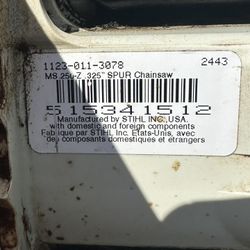 1123-011-3078 2443
MS 250-Z .325" SPUR Chainsaw
515341512
Manufactured by STIHL INC., USA.
with domestic and foreign components
Fabrique par STIHL Inc. Etats-Unis, avec
des composants domestiques et etrangers